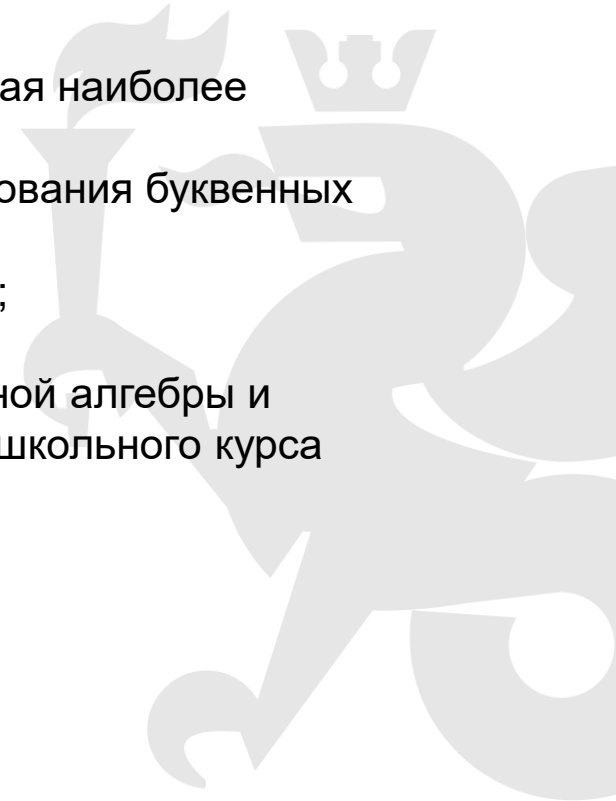 ая наиболее
ования буквенных
;
ной алгебры и
школьного курса